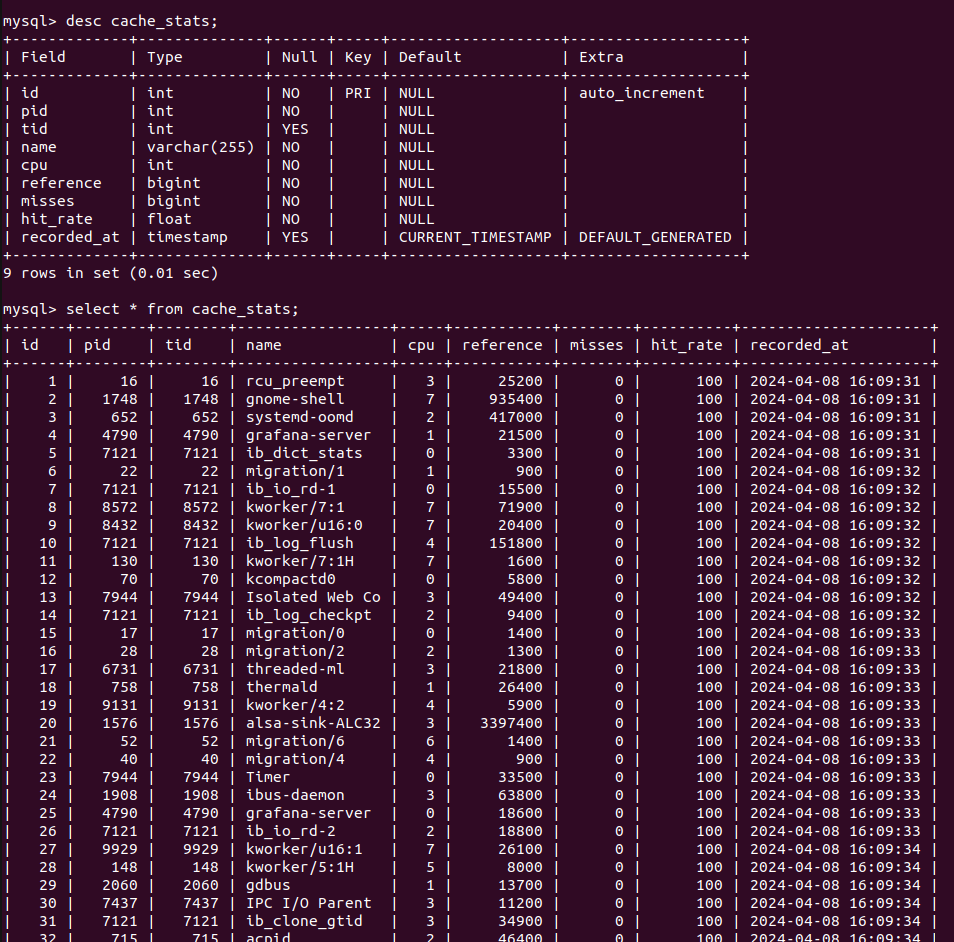 mysql> desc cache_stats;
+-------------+--------------+------+-----+-------------------+-------------------+
| Field       | Type         | Null | Key | Default           | Extra             |
+-------------+--------------+------+-----+-------------------+-------------------+
| id          | int          | NO   | PRI | NULL              | auto_increment    |
| pid         | int          | NO   |     | NULL              |                   |
| tid         | int          | YES  |     | NULL              |                   |
| name        | varchar(255) | NO   |     | NULL              |                   |
| cpu         | int          | NO   |     | NULL              |                   |
| reference   | bigint       | NO   |     | NULL              |                   |
| misses      | bigint       | NO   |     | NULL              |                   |
| hit_rate    | float        | NO   |     | NULL              |                   |
| recorded_at | timestamp    | YES  |     | CURRENT_TIMESTAMP | DEFAULT_GENERATED |
+-------------+--------------+------+-----+-------------------+-------------------+
9 rows in set (0.01 sec)
mysql> select * from cache_stats;
+------+--------+--------+-----------------+-----+-----------+--------+----------+---------------------+
| id   | pid    | tid    | name            | cpu | reference | misses | hit_rate | recorded_at         |
+------+--------+--------+-----------------+-----+-----------+--------+----------+---------------------+
|    1 |     16 |     16 | rcu_preempt     |   3 |     25200 |      0 |      100 | 2024-04-08 16:09:31 |
|    2 |   1748 |   1748 | gnome-shell     |   7 |    935400 |      0 |      100 | 2024-04-08 16:09:31 |
|    3 |    652 |    652 | systemd-oomd    |   2 |    417000 |      0 |      100 | 2024-04-08 16:09:31 |
|    4 |   4790 |   4790 | grafana-server  |   1 |     21500 |      0 |      100 | 2024-04-08 16:09:31 |
|    5 |   7121 |   7121 | ib_dict_stats   |   0 |      3300 |      0 |      100 | 2024-04-08 16:09:31 |
|    6 |     22 |     22 | migration/1     |   1 |       900 |      0 |      100 | 2024-04-08 16:09:32 |
|    7 |   7121 |   7121 | ib_io_rd-1      |   0 |     15500 |      0 |      100 | 2024-04-08 16:09:32 |
|    8 |   8572 |   8572 | kworker/7:1     |   7 |     71900 |      0 |      100 | 2024-04-08 16:09:32 |
|    9 |   8432 |   8432 | kworker/u16:0   |   7 |     20400 |      0 |      100 | 2024-04-08 16:09:32 |
|   10 |   7121 |   7121 | ib_log_flush    |   4 |    151800 |      0 |      100 | 2024-04-08 16:09:32 |
|   11 |    130 |    130 | kworker/7:1H    |   7 |      1600 |      0 |      100 | 2024-04-08 16:09:32 |
|   12 |     70 |     70 | kcompactd0      |   0 |      5800 |      0 |      100 | 2024-04-08 16:09:32 |
|   13 |   7944 |   7944 | Isolated Web Co |   3 |     49400 |      0 |      100 | 2024-04-08 16:09:32 |
|   14 |   7121 |   7121 | ib_log_checkpt  |   2 |      9400 |      0 |      100 | 2024-04-08 16:09:32 |
|   15 |     17 |     17 | migration/0     |   0 |      1400 |      0 |      100 | 2024-04-08 16:09:33 |
|   16 |     28 |     28 | migration/2     |   2 |      1300 |      0 |      100 | 2024-04-08 16:09:33 |
|   17 |   6731 |   6731 | threaded-ml     |   3 |     21800 |      0 |      100 | 2024-04-08 16:09:33 |
|   18 |    758 |    758 | thermald        |   1 |     26400 |      0 |      100 | 2024-04-08 16:09:33 |
|   19 |   9131 |   9131 | kworker/4:2     |   4 |      5900 |      0 |      100 | 2024-04-08 16:09:33 |
|   20 |   1576 |   1576 | alsa-sink-ALC32 |   3 |   3397400 |      0 |      100 | 2024-04-08 16:09:33 |
|   21 |     52 |     52 | migration/6     |   6 |      1400 |      0 |      100 | 2024-04-08 16:09:33 |
|   22 |     40 |     40 | migration/4     |   4 |       900 |      0 |      100 | 2024-04-08 16:09:33 |
|   23 |   7944 |   7944 | Timer           |   0 |     33500 |      0 |      100 | 2024-04-08 16:09:33 |
|   24 |   1908 |   1908 | ibus-daemon     |   3 |     63800 |      0 |      100 | 2024-04-08 16:09:33 |
|   25 |   4790 |   4790 | grafana-server  |   0 |     18600 |      0 |      100 | 2024-04-08 16:09:33 |
|   26 |   7121 |   7121 | ib_io_rd-2      |   2 |     18800 |      0 |      100 | 2024-04-08 16:09:33 |
|   27 |   9929 |   9929 | kworker/u16:1   |   7 |     26100 |      0 |      100 | 2024-04-08 16:09:34 |
|   28 |    148 |    148 | kworker/5:1H    |   5 |      8000 |      0 |      100 | 2024-04-08 16:09:34 |
|   29 |   2060 |   2060 | gdbus           |   1 |     13700 |      0 |      100 | 2024-04-08 16:09:34 |
|   30 |   7437 |   7437 | IPC I/O Parent  |   3 |     11200 |      0 |      100 | 2024-04-08 16:09:34 |
|   31 |   7121 |   7121 | ib_clone_gtid   |   3 |     34900 |      0 |      100 | 2024-04-08 16:09:34 |
|   32 |    715 |    715 | acpid           |   2 |     46400 |      0 |      100 | 2024-04-08 16:09:34 |